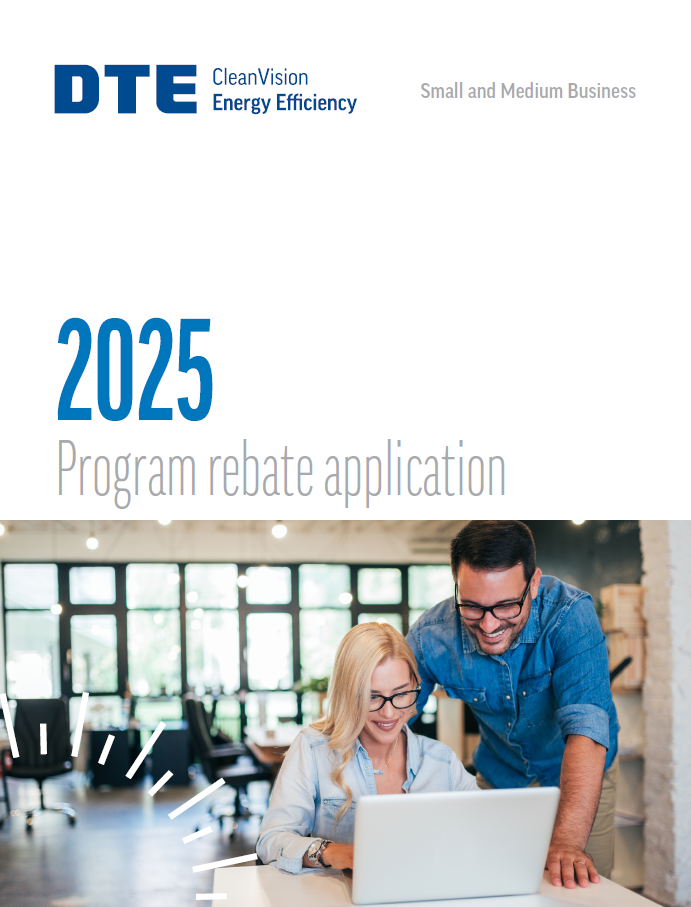 DTE
CleanVision
Energy Efficiency
Small and Medium Business
2025
Program rebate application